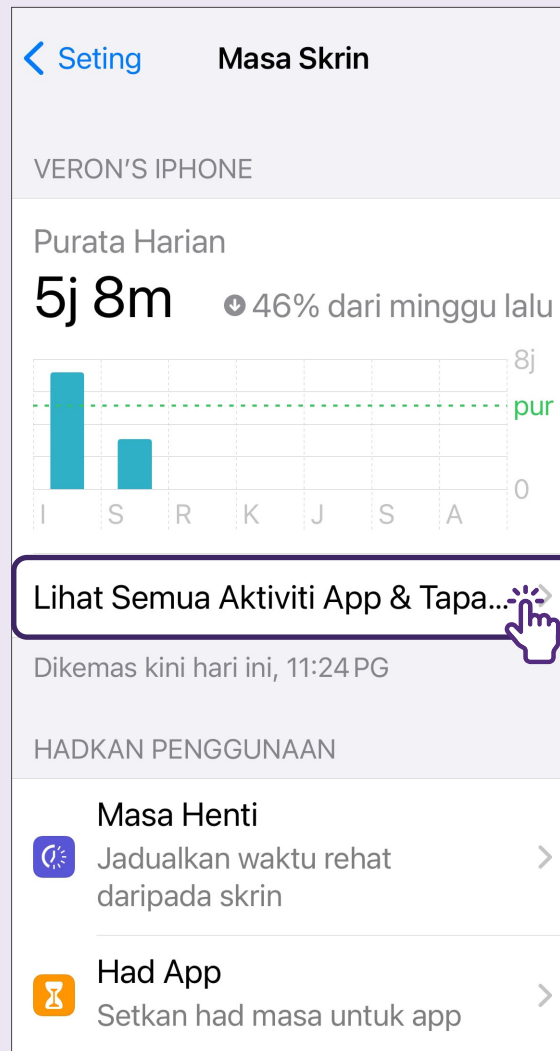 Seting Masa Skrin
VERON'S IPHONE
Purata Harian
5j 8m 46% dari minggu lalu
8j
pur
0
I S R K J S A
Lihat Semua Aktiviti App & Tapa...
Dikemas kini hari ini, 11:24 PG
HADKAN PENGGUNAAN
Masa Henti
Jadualkan waktu rehat
daripada skrin
Had App
Setkan had masa untuk app